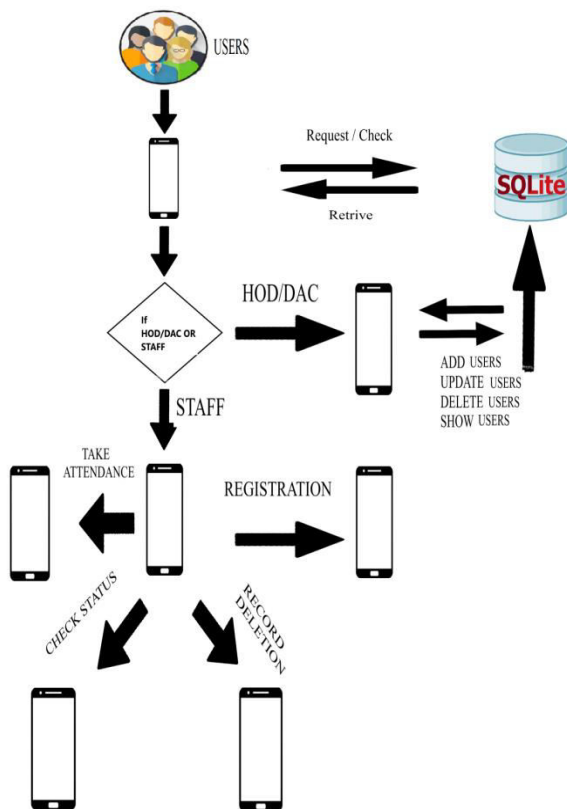 USERS
Request / Check
SQLite
Retrive
HOD/DAC
If
HOD/DAC OR
STAFF
ADD USERS
UPDATE USERS
DELETE USERS
SHOW USERS
STAFF
TAKE
ATTENDANCE
REGISTRATION
CHECK STATUS
RECORD
DELETION